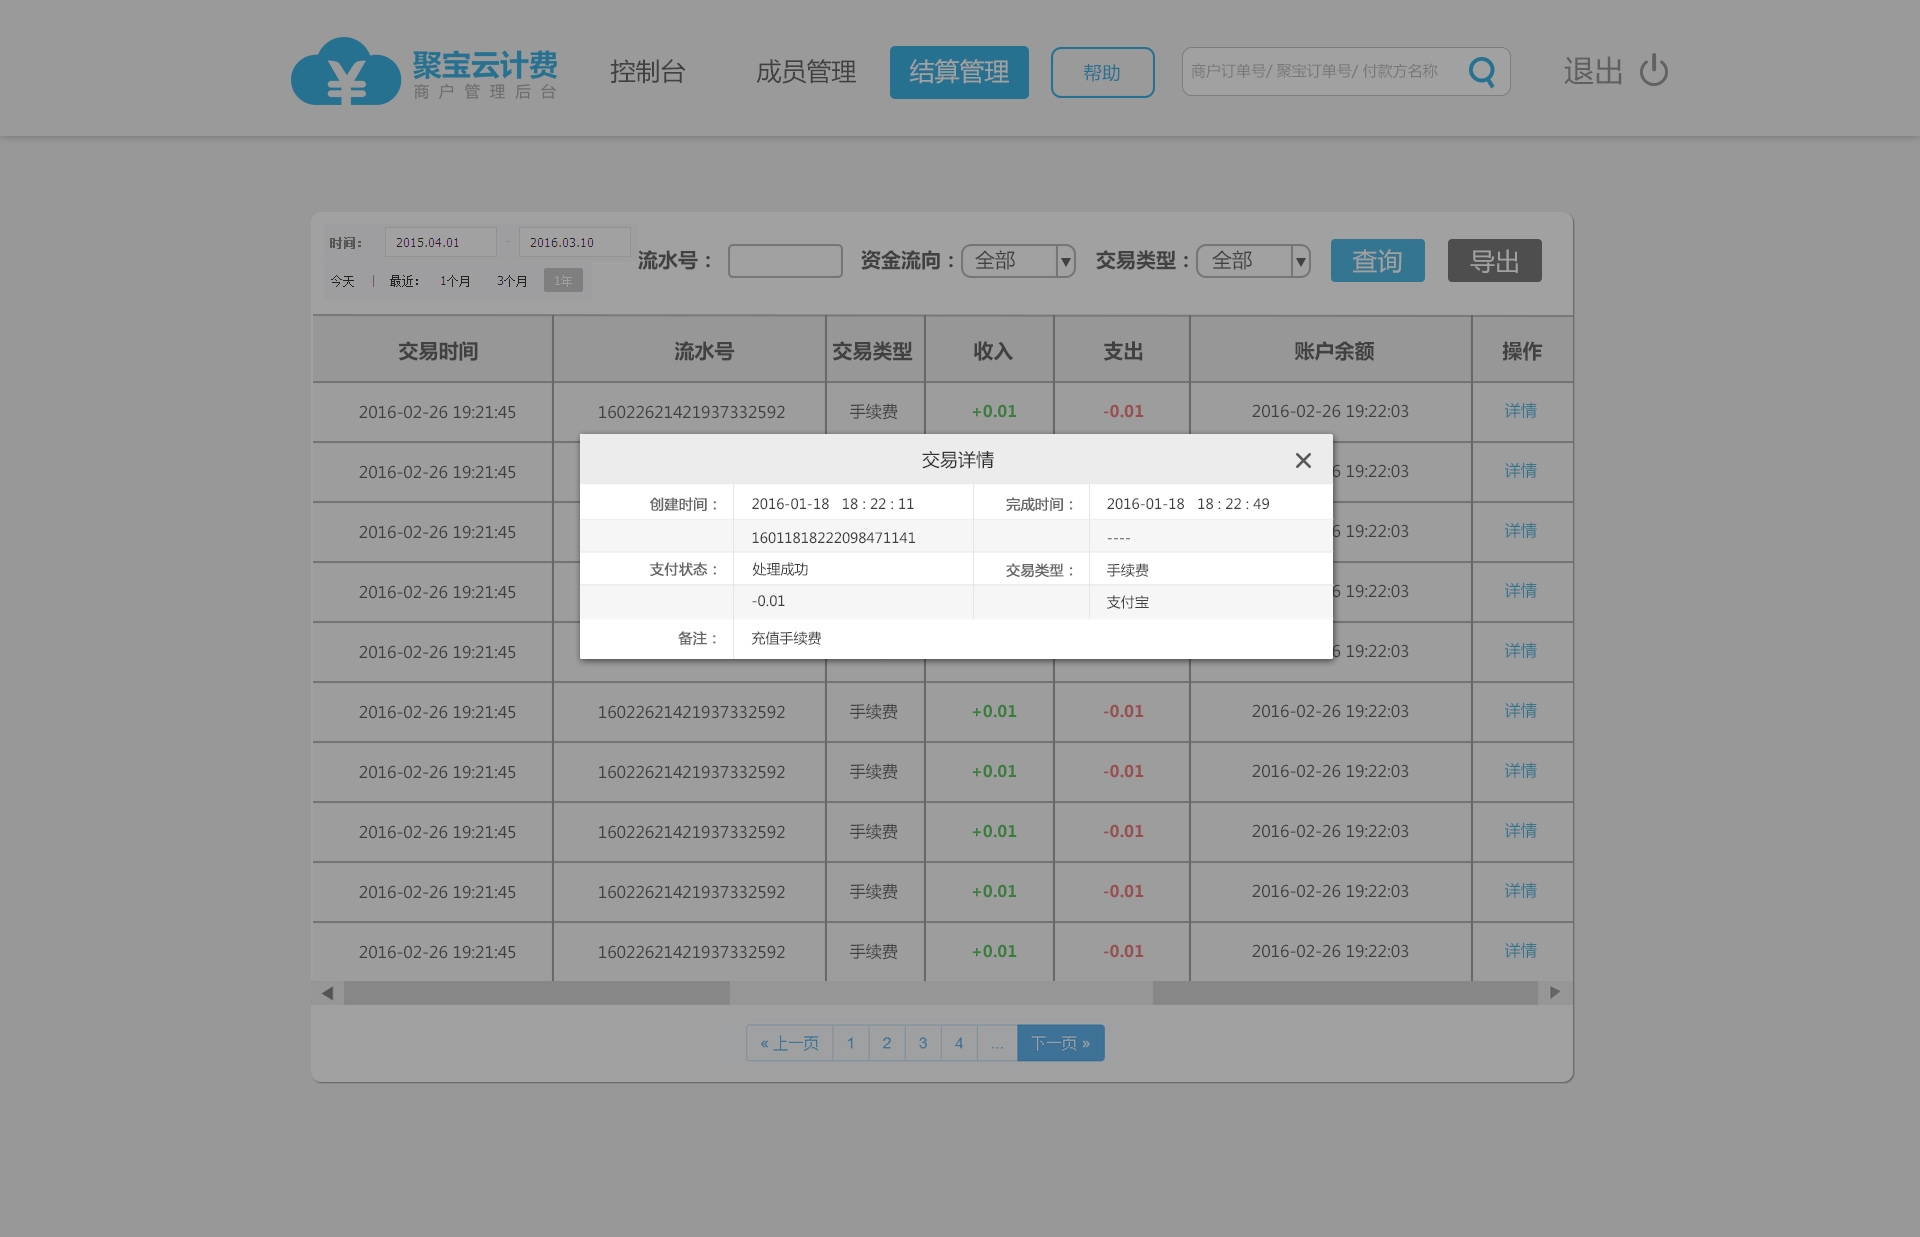 聚宝云计费
商户管理后台
控制台
成员管理
结算管理
帮助
商户订单号/ 聚宝订单号/ 付款方名称
退出
时间： 2015.04.01 - 2016.03.10
今天 | 最近： 1个月 3个月 1年
流水号：
资金流向： 全部
交易类型： 全部
查询
导出
交易时间 流水号 交易类型 收入 支出 账户余额 操作
2016-02-26 19:21:45 16022621421937332592 手续费 +0.01 -0.01 2016-02-26 19:22:03 详情
2016-02-26 19:21:45 6 19:22:03 详情
2016-02-26 19:21:45 6 19:22:03 详情
2016-02-26 19:21:45 6 19:22:03 详情
2016-02-26 19:21:45 6 19:22:03 详情
交易详情
创建时间： 2016-01-18 18 : 22 : 11 完成时间： 2016-01-18 18 : 22 : 49
16011818222098471141 ----
支付状态： 处理成功 交易类型： 手续费
-0.01 支付宝
备注： 充值手续费
2016-02-26 19:21:45 16022621421937332592 手续费 +0.01 -0.01 2016-02-26 19:22:03 详情
2016-02-26 19:21:45 16022621421937332592 手续费 +0.01 -0.01 2016-02-26 19:22:03 详情
2016-02-26 19:21:45 16022621421937332592 手续费 +0.01 -0.01 2016-02-26 19:22:03 详情
2016-02-26 19:21:45 16022621421937332592 手续费 +0.01 -0.01 2016-02-26 19:22:03 详情
2016-02-26 19:21:45 16022621421937332592 手续费 +0.01 -0.01 2016-02-26 19:22:03 详情
« 上一页 1 2 3 4 ... 下一页 »